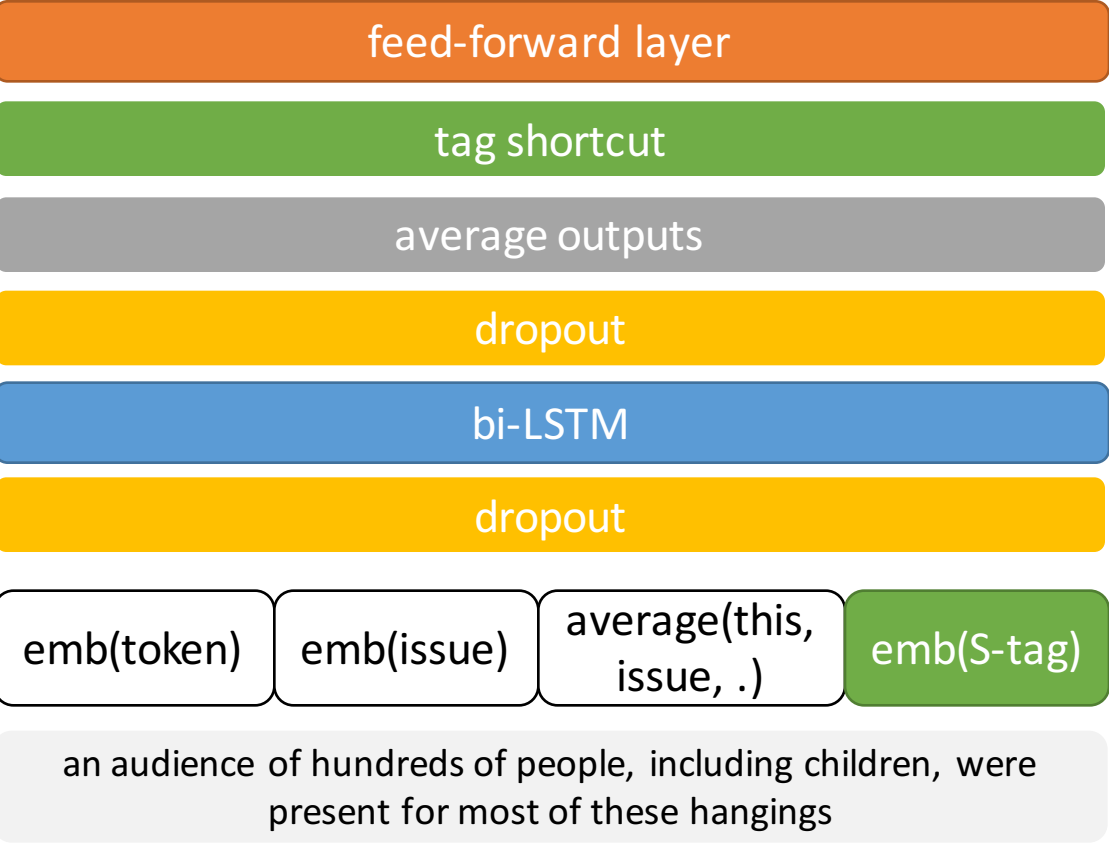 feed-forward layer
tag shortcut
average outputs
dropout
bi-LSTM
dropout
emb(token)
emb(issue)
average(this,
issue, .)
emb(S-tag)
an audience of hundreds of people, including children, were
present for most of these hangings